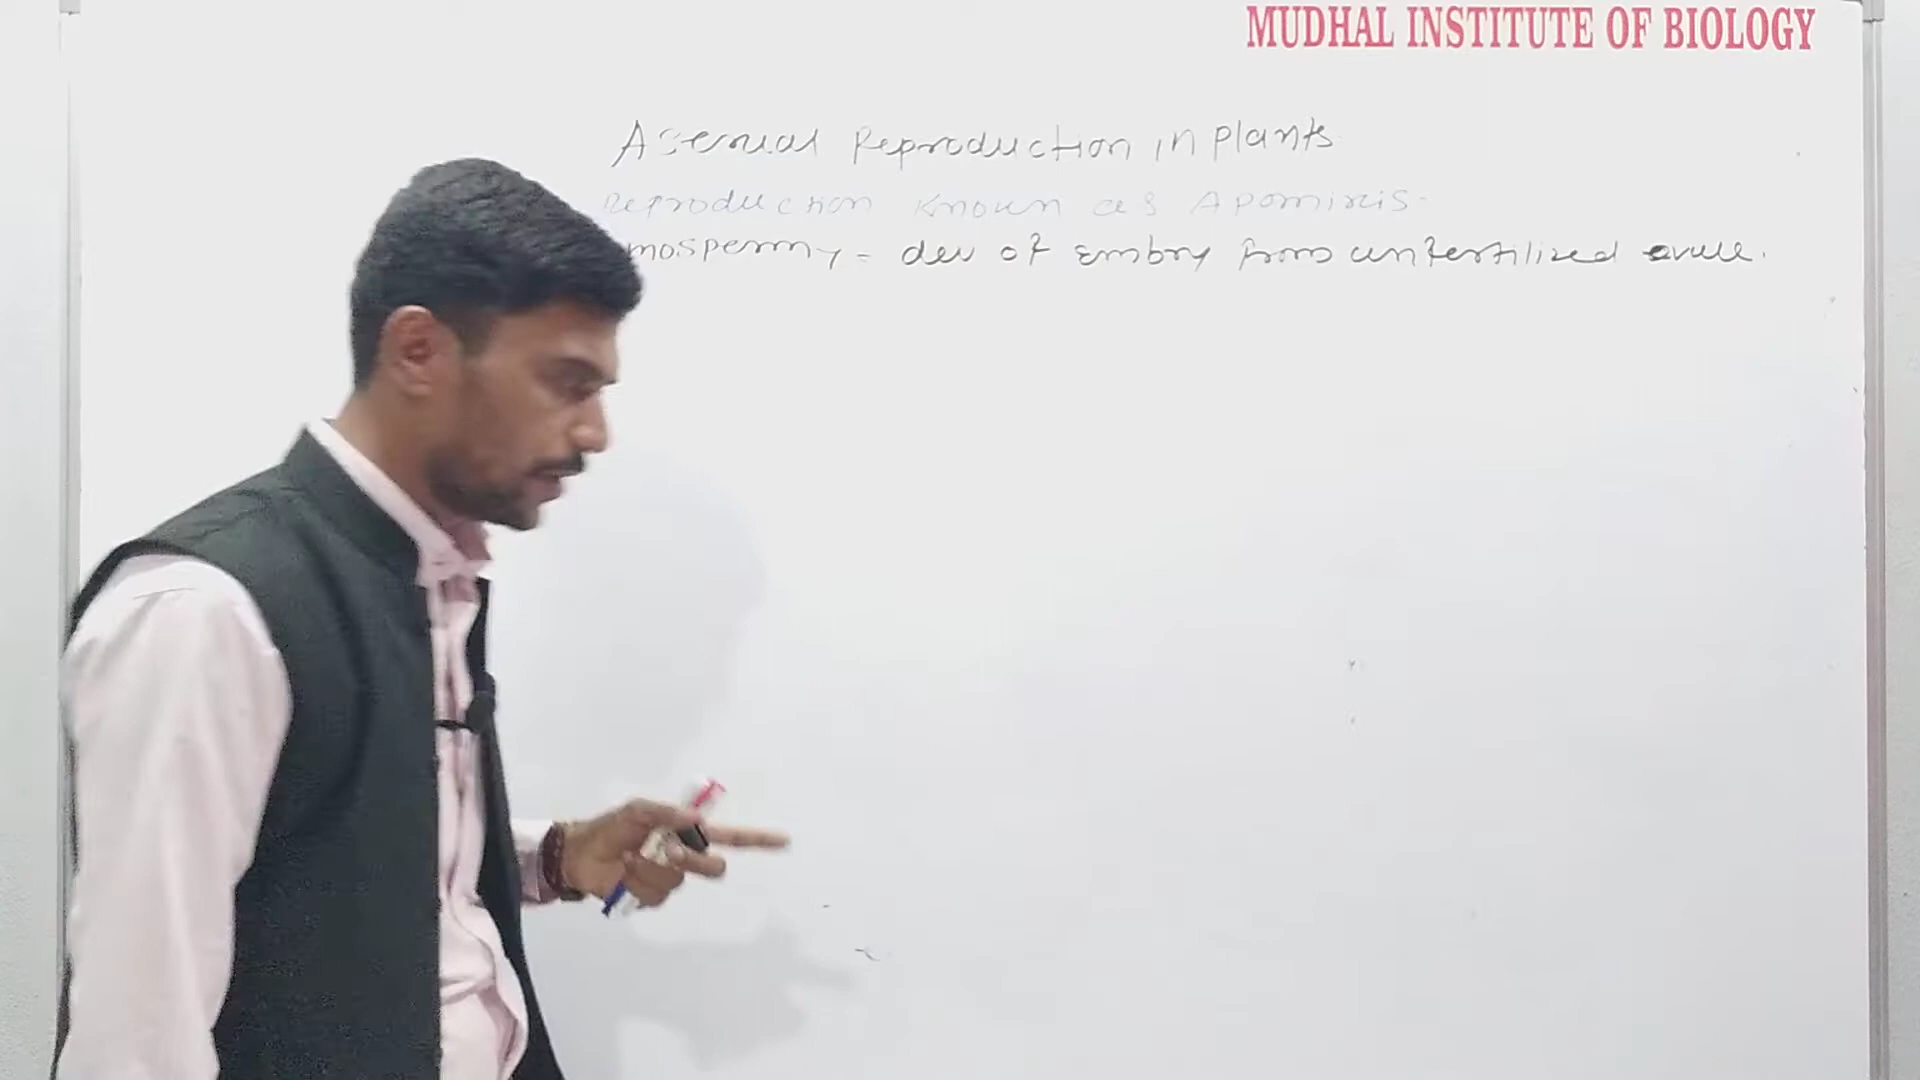 MUDHAL INSTITUTE OF BIOLOGY
Asexual Reproduction in Plants
Reproduction Known as Apomixis.
mospermy - dev of Embry from unfertilized ovule.